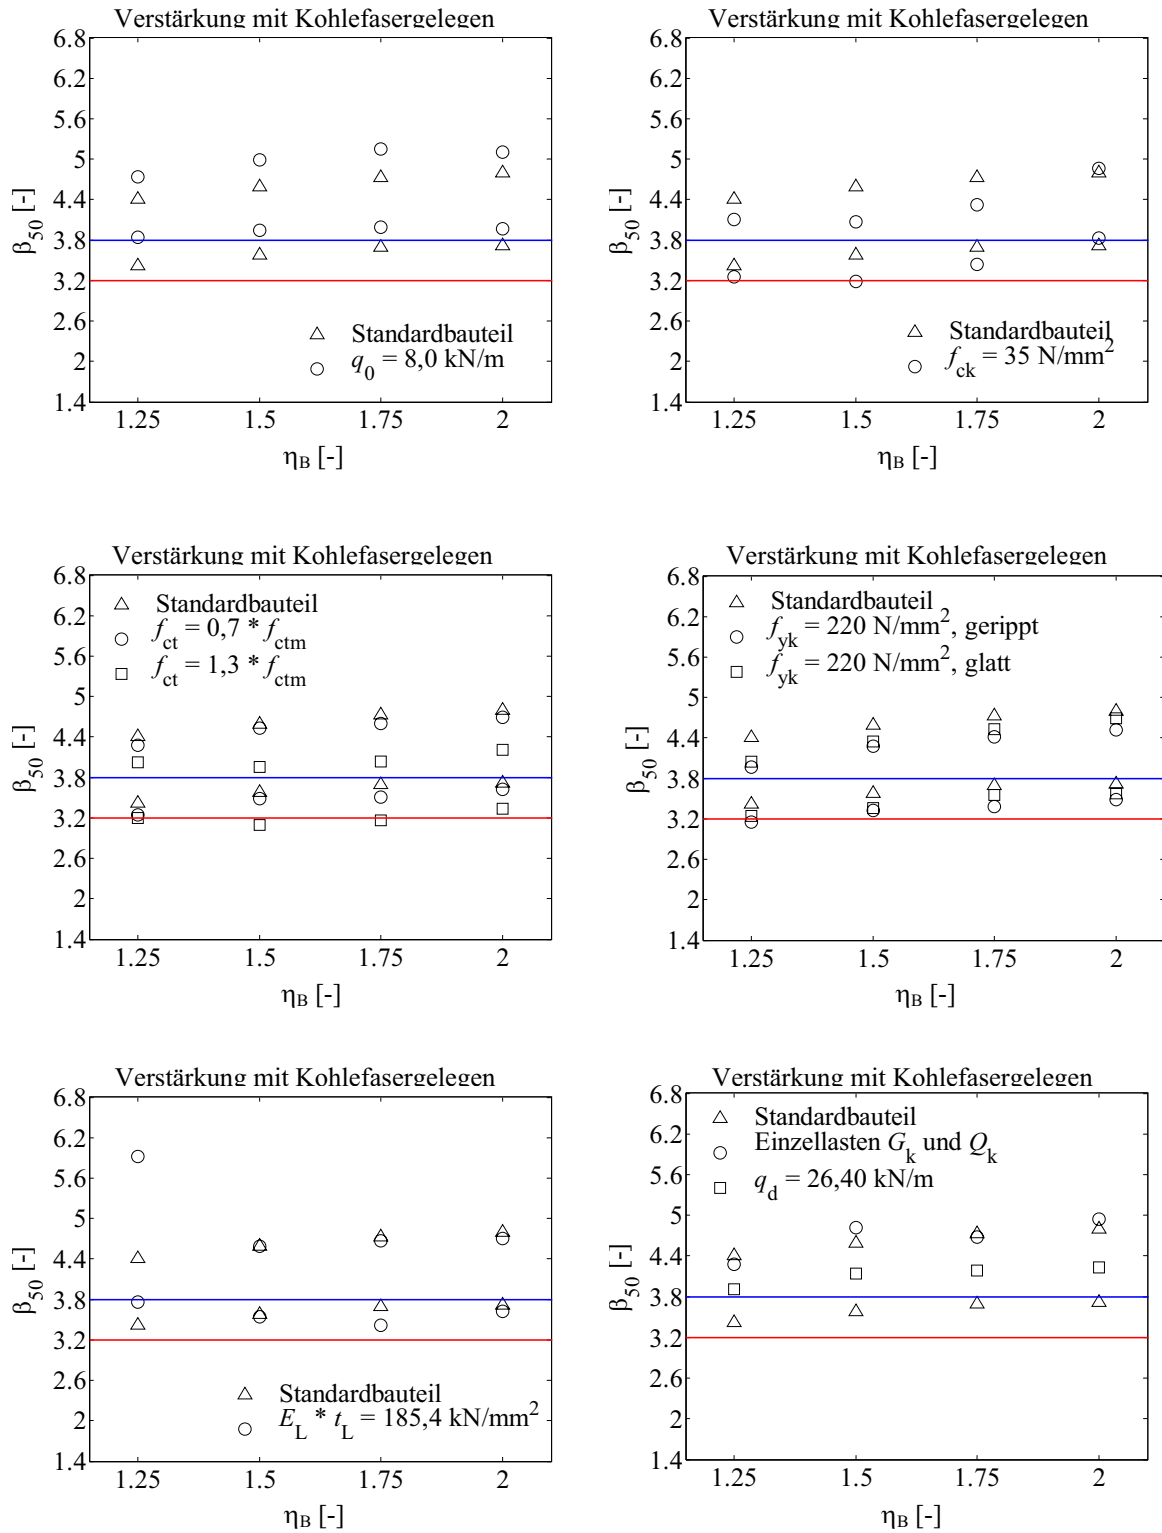 Verstärkung mit Kohlefasergelegen
6.8
6.2
5.6
5
4.4
3.8
3.2
2.6
2
1.4
β50 [-]
Standardbauteil
q0 = 8,0 kN/m
1.25 1.5 1.75 2
ηB [-]
Verstärkung mit Kohlefasergelegen
6.8
6.2
5.6
5
4.4
3.8
3.2
2.6
2
1.4
β50 [-]
Standardbauteil
fck = 35 N/mm²
1.25 1.5 1.75 2
ηB [-]
Verstärkung mit Kohlefasergelegen
6.8
6.2
5.6
5
4.4
3.8
3.2
2.6
2
1.4
β50 [-]
Standardbauteil
fct = 0,7 * fctm
fct = 1,3 * fctm
1.25 1.5 1.75 2
ηB [-]
Verstärkung mit Kohlefasergelegen
6.8
6.2
5.6
5
4.4
3.8
3.2
2.6
2
1.4
β50 [-]
Standardbauteil
fyk = 220 N/mm², gerippt
fyk = 220 N/mm², glatt
1.25 1.5 1.75 2
ηB [-]
Verstärkung mit Kohlefasergelegen
6.8
6.2
5.6
5
4.4
3.8
3.2
2.6
2
1.4
β50 [-]
Standardbauteil
EL * tL = 185,4 kN/mm²
1.25 1.5 1.75 2
ηB [-]
Verstärkung mit Kohlefasergelegen
6.8
6.2
5.6
5
4.4
3.8
3.2
2.6
2
1.4
β50 [-]
Standardbauteil
Einzellasten Gk und Qk
qd = 26,40 kN/m
1.25 1.5 1.75 2
ηB [-]